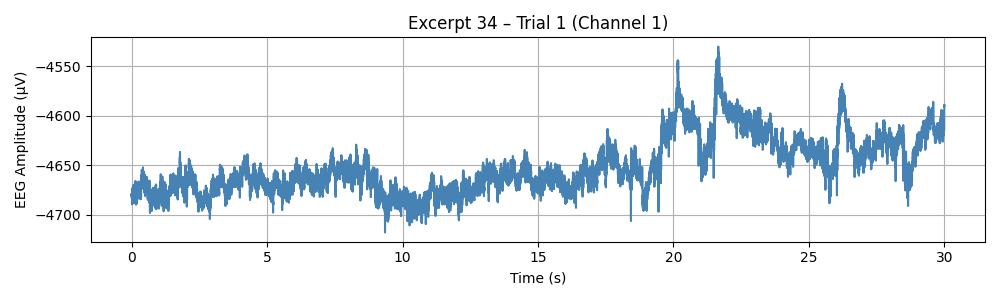 Excerpt 34 – Trial 1 (Channel 1)
EEG Amplitude (µV)
−4550
−4600
−4650
−4700
0 5 10 15 20 25 30
Time (s)